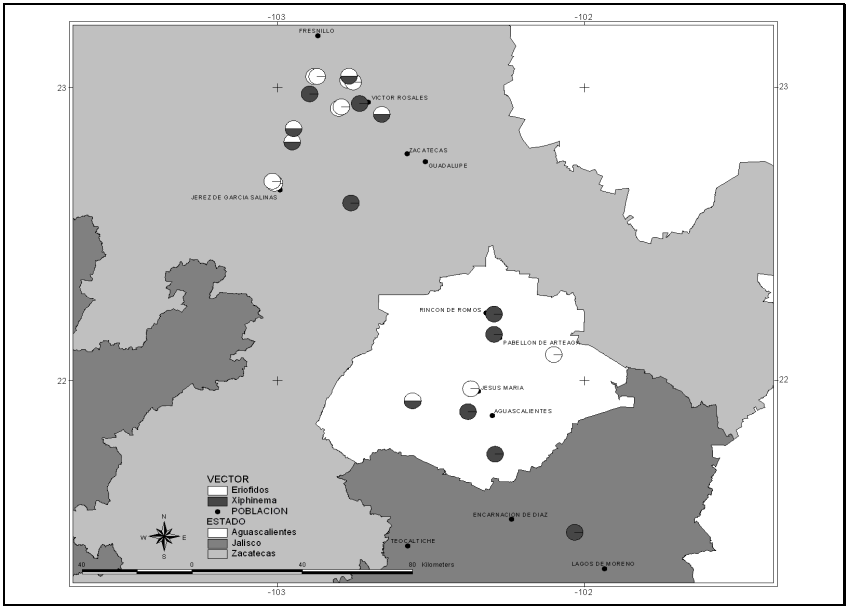 -103 -102
FRESNILLO
23 23
VICTOR ROSALES
ZACATECAS
GUADALUPE
JEREZ DE GARCIA SALINAS
RINCON DE ROMOS
PABELLON DE ARTEAGA
22 22
JESUS MARIA
AGUASCALIENTES
VECTOR
Eriofidos
Xiphinema
POBLACION
ESTADO
Aguascalientes
Jalisco
Zacatecas
N
W E
S
ENCARNACION DE DIAZ
TEOCALTICHE
LAGOS DE MORENO
40 0 40 80 Kilometers
-103 -102